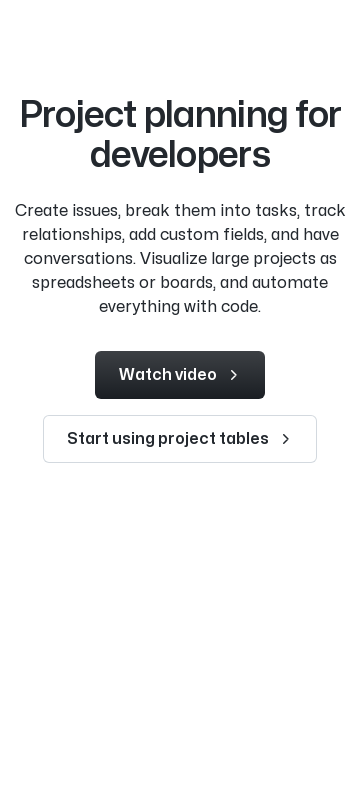 Project planning for
developers
Create issues, break them into tasks, track
relationships, add custom fields, and have
conversations. Visualize large projects as
spreadsheets or boards, and automate
everything with code.
Watch video
Start using project tables